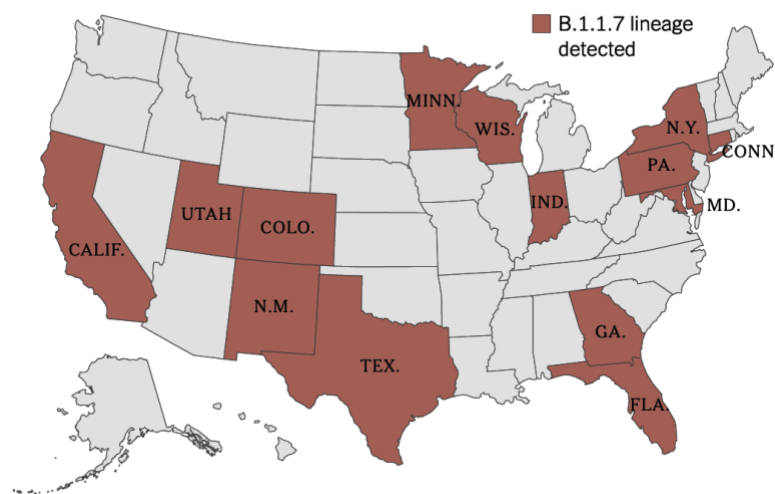 B.1.1.7 lineage
detected
MINN.
WIS.
N.Y.
CONN
PA.
IND.
MD.
UTAH
COLO.
CALIF.
N.M.
GA.
TEX.
FLA.